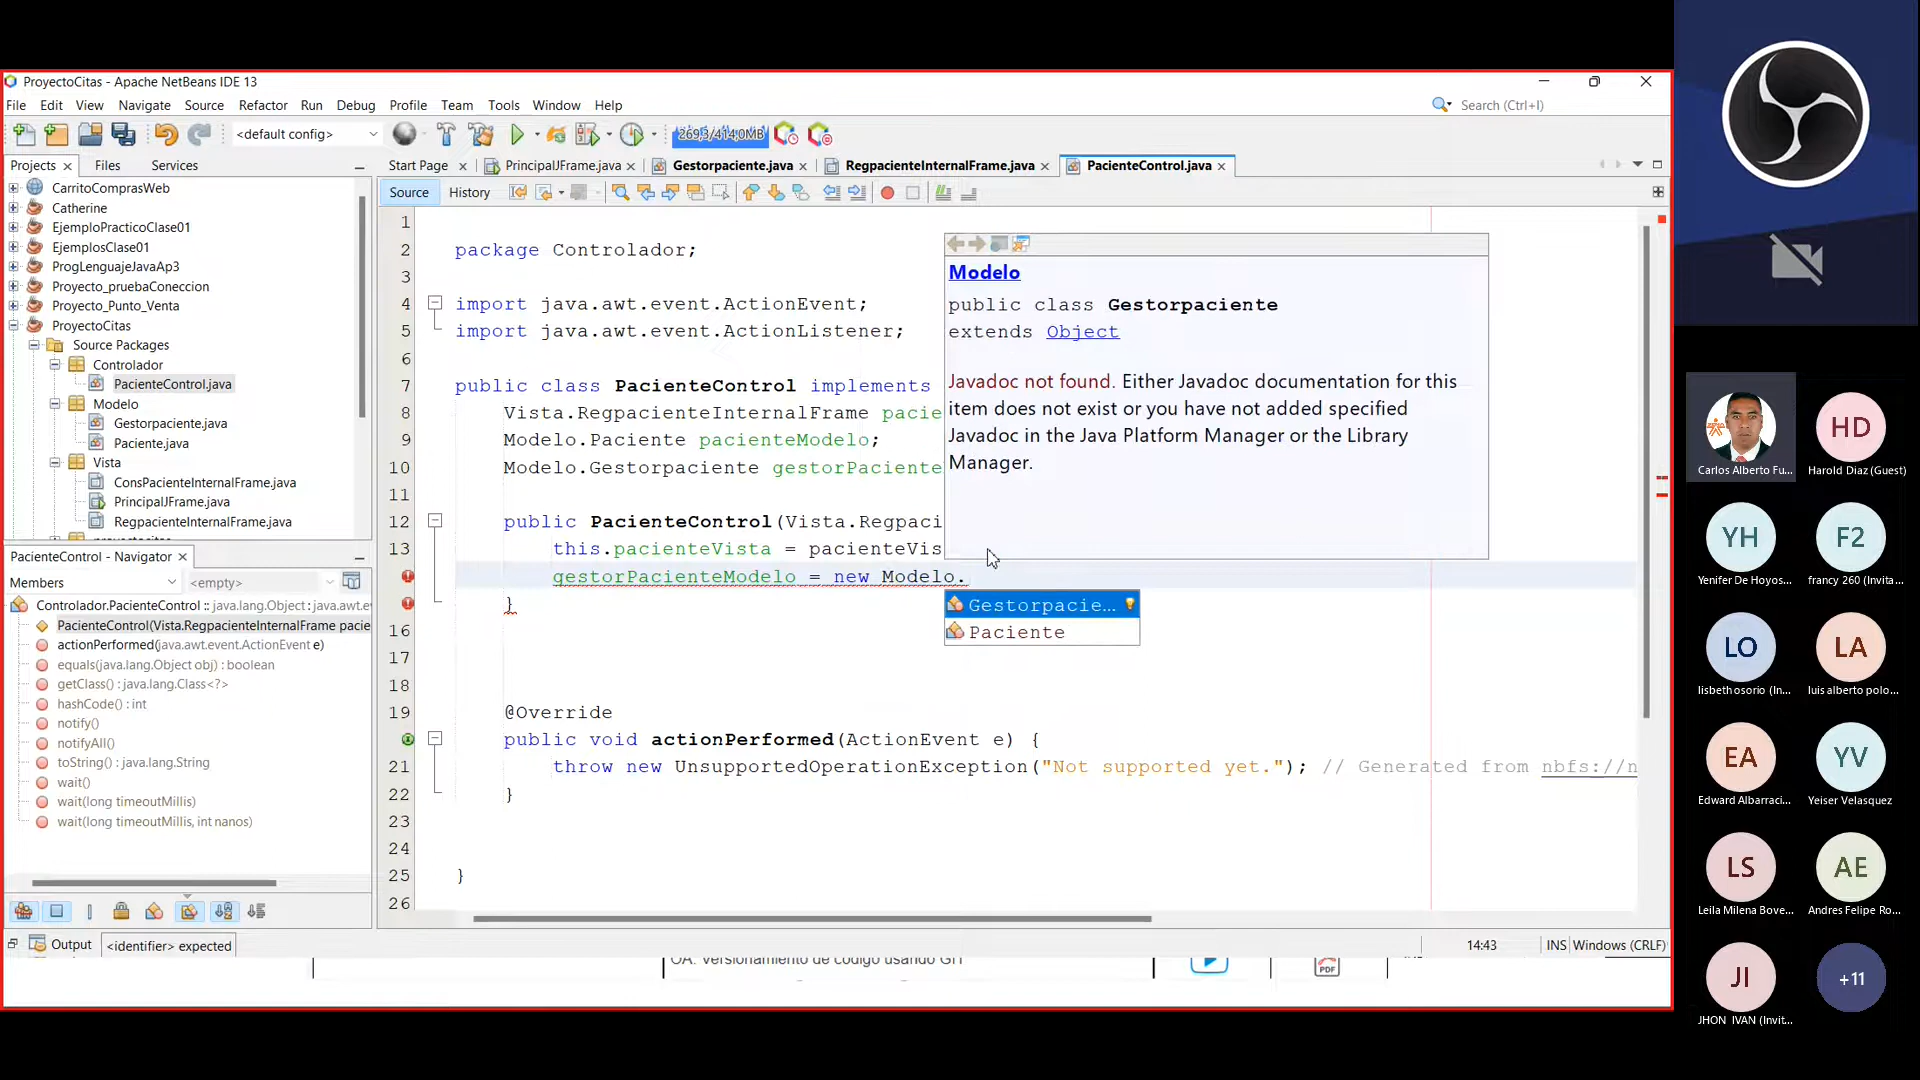 ProyectoCitas - Apache NetBeans IDE 13
File Edit View Navigate Source Refactor Run Debug Profile Team Tools Window Help
Search (Ctrl+I)
<default config>
269,3/414,0MB
Projects Files Services
Start Page PrincipalJFrame.java Gestorpaciente.java RegpacienteInternalFrame.java PacienteControl.java
Source History
CarritoComprasWeb
Catherine
EjemploPracticoClase01
EjemplosClase01
ProgLenguajeJavaAp3
Proyecto_pruebaConeccion
Proyecto_Punto_Venta
ProyectoCitas
Source Packages
Controlador
PacienteControl.java
Modelo
Gestorpaciente.java
Paciente.java
Vista
ConsPacienteInternalFrame.java
PrincipalJFrame.java
RegpacienteInternalFrame.java
PacienteControl - Navigator
Members <empty>
Controlador.PacienteControl :: java.lang.Object : java.awt.e
PacienteControl(Vista.RegpacienteInternalFrame pacie
actionPerformed(java.awt.event.ActionEvent e)
equals(java.lang.Object obj) : boolean
getClass() : java.lang.Class<?>
hashCode() : int
notify()
notifyAll()
toString() : java.lang.String
wait()
wait(long timeoutMillis)
wait(long timeoutMillis, int nanos)
1
2 package Controlador;
3
4 import java.awt.event.ActionEvent;
5 import java.awt.event.ActionListener;
6
7 public class PacienteControl implements
8 Vista.RegpacienteInternalFrame pacie
9 Modelo.Paciente pacienteModelo;
10 Modelo.Gestorpaciente gestorPaciente
11
12 public PacienteControl(Vista.Regpaci
13 this.pacienteVista = pacienteVis
gestorPacienteModelo = new Modelo.
}
16
17
18
19 @Override
public void actionPerformed(ActionEvent e) {
21 throw new UnsupportedOperationException("Not supported yet."); // Generated from nbfs://n
22 }
23
24
25 }
26
Modelo
public class Gestorpaciente
extends Object
Javadoc not found. Either Javadoc documentation for this
item does not exist or you have not added specified
Javadoc in the Java Platform Manager or the Library
Manager.
Gestorpacie...
Paciente
Output <identifier> expected
14:43 INS Windows (CRLF)
OA. Versionamiento de codigo usando GIT
PDF
Carlos Alberto Fu...
HD
Harold Diaz (Guest)
YH
Yenifer De Hoyos...
F2
francy 260 (Invita...
LO
lisbeth osorio (In...
LA
luis alberto polo...
EA
Edward Albarraci...
YV
Yeiser Velasquez
LS
Leila Milena Bove...
AE
Andres Felipe Ro...
JI
JHON IVAN (Invit...
+11